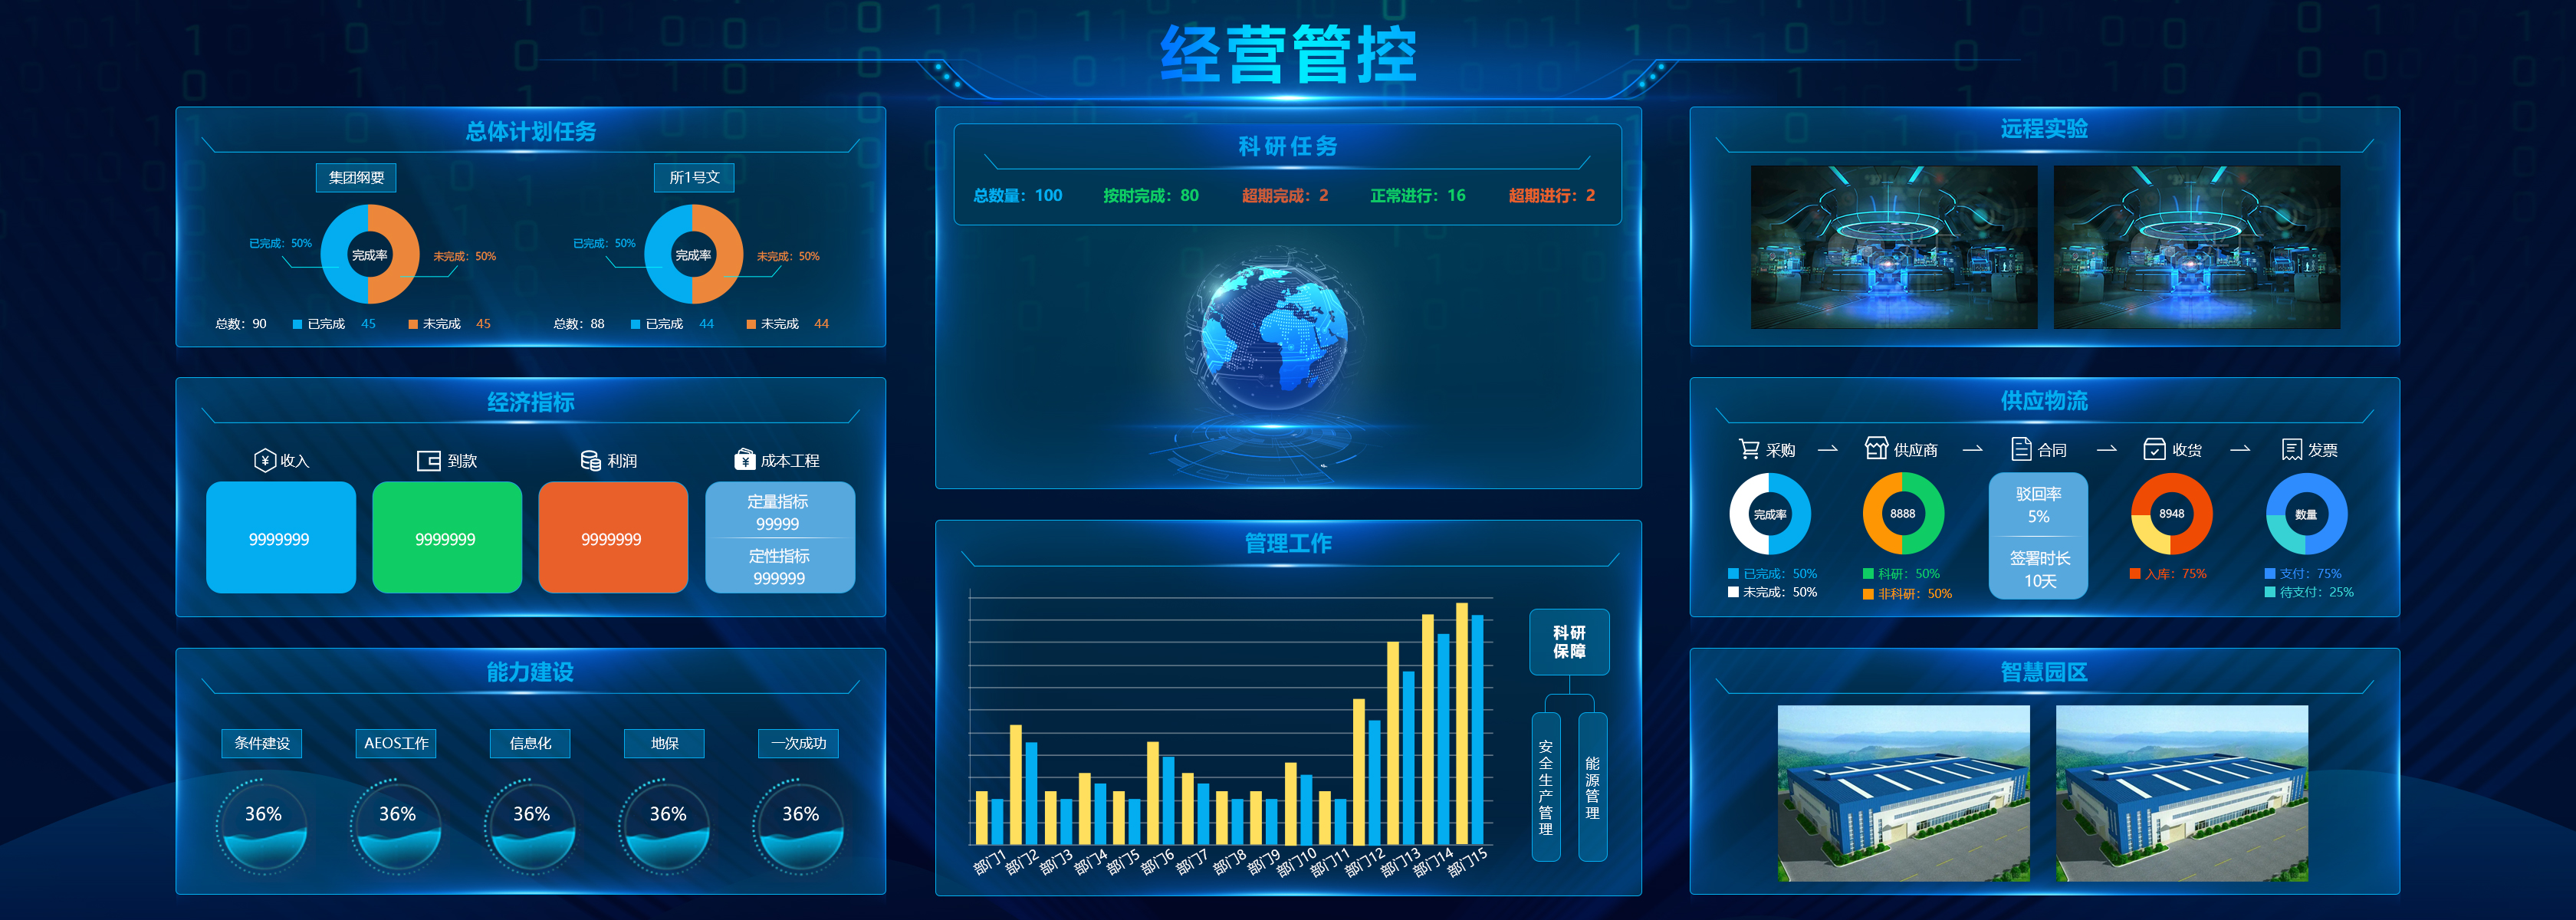 经营管控
总体计划任务
集团纲要
所1号文
已完成：50%
完成率
未完成：50%
已完成：50%
完成率
未完成：50%
总数：90
已完成 45
未完成 45
总数：88
已完成 44
未完成 44
经济指标
收入
到款
利润
成本工程
9999999
9999999
9999999
定量指标
99999
定性指标
999999
能力建设
条件建设
AEOS工作
信息化
地保
一次成功
36%
36%
36%
36%
36%
科研任务
总数量：100
按时完成：80
超期完成：2
正常进行：16
超期进行：2
管理工作
部门1
部门2
部门3
部门4
部门5
部门6
部门7
部门8
部门9
部门10
部门11
部门12
部门13
部门14
部门15
科研
保障
安全生产管理
能源管理
远程实验
供应物流
采购
供应商
合同
收货
发票
完成率
8888
驳回率
5%
签署时长
10天
8948
数量
已完成：50%
未完成：50%
科研：50%
非科研：50%
入库：75%
支付：75%
待支付：25%
智慧园区